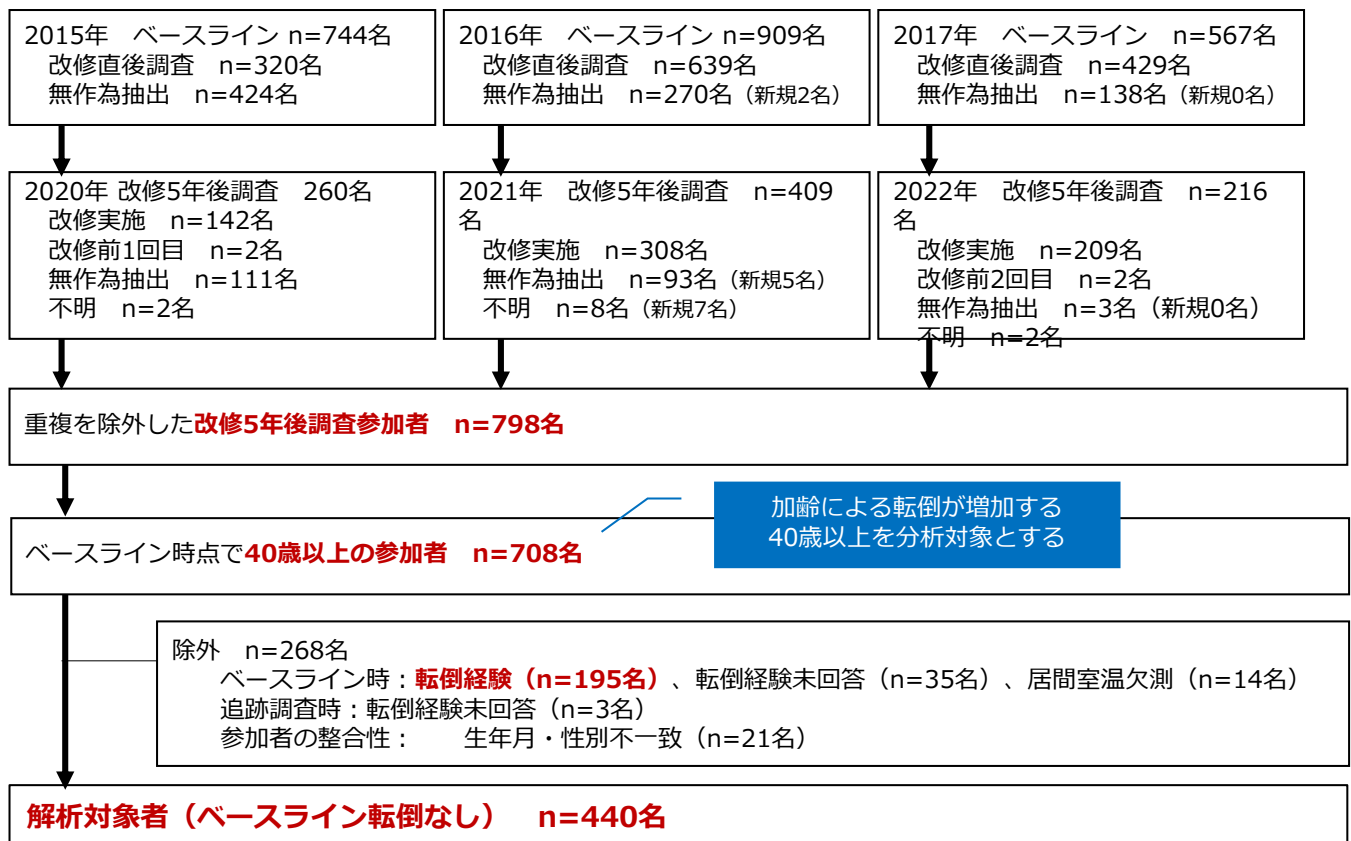 2015年　ベースライン n=744名
改修直後調査　n=320名
無作為抽出　n=424名
2016年　ベースライン n=909名
改修直後調査　n=639名
無作為抽出　n=270名（新規2名）
2017年　ベースライン　n=567名
改修直後調査　n=429名
無作為抽出　n=138名（新規0名）
2020年 改修5年後調査　260名
改修実施　n=142名
改修前1回目　n=2名
無作為抽出　n=111名
不明　n=2名
2021年　改修5年後調査　n=409
名
改修実施　n=308名
無作為抽出　n=93名（新規5名）
不明　n=8名（新規7名）
2022年　改修5年後調査　n=216
名
改修実施　n=209名
改修前2回目　n=2名
無作為抽出　n=3名（新規0名）
不明　n=2名
重複を除外した改修5年後調査参加者　n=798名
加齢による転倒が増加する
40歳以上を分析対象とする
ベースライン時点で40歳以上の参加者　n=708名
除外　n=268名
ベースライン時：転倒経験（n=195名）、転倒経験未回答（n=35名）、居間室温欠測（n=14名）
追跡調査時：転倒経験未回答（n=3名）
参加者の整合性：　　生年月・性別不一致（n=21名）
解析対象者（ベースライン転倒なし）　n=440名